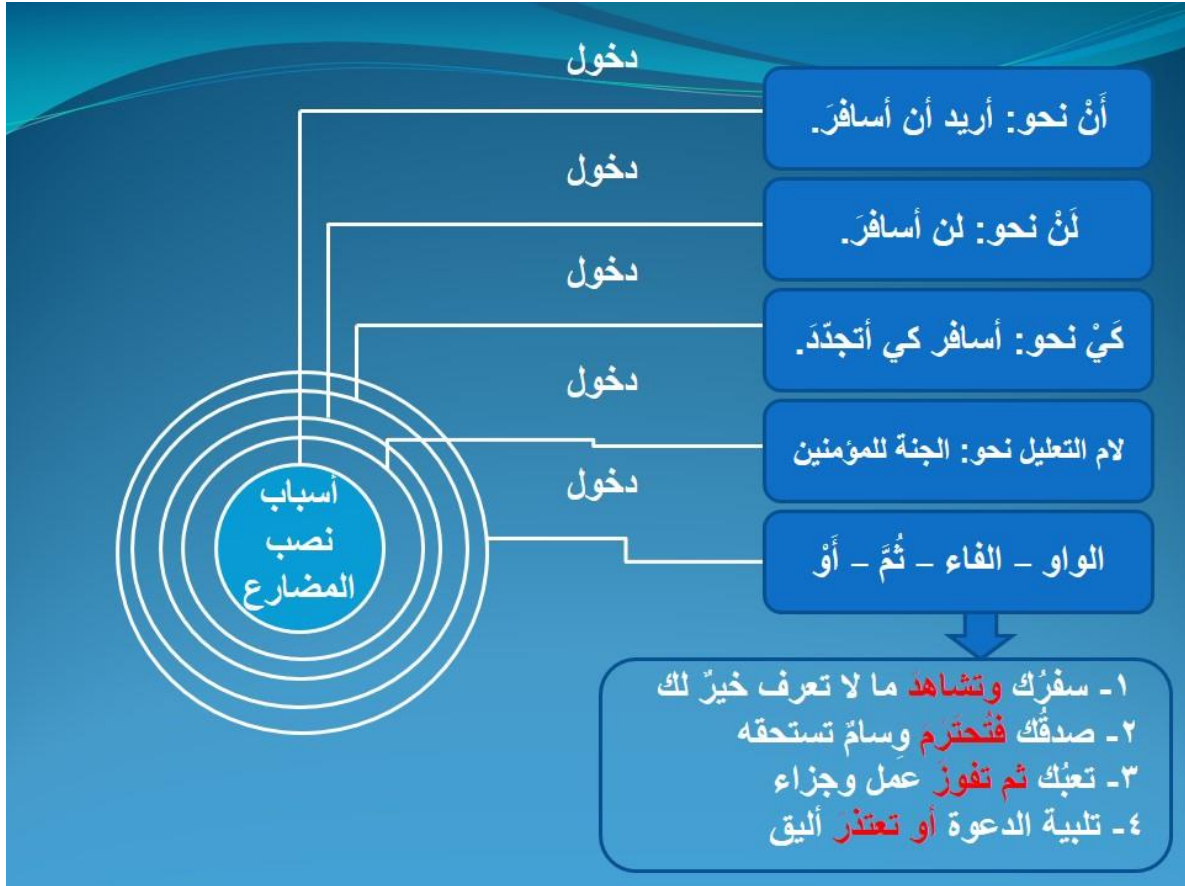 دخول
أَنْ نحو: أريد أن أسافرَ.
دخول
لَنْ نحو: لن أسافرَ.
دخول
كَيْ نحو: أسافر كي أتجدّدَ.
دخول
لام التعليل نحو: الجنة للمؤمنين
دخول
الواو – الفاء – ثُمَّ – أَوْ
أسباب
نصب
المضارع
١- سفرُك وتشاهدَ ما لا تعرف خيرٌ لك
٢- صدقُك فتُحتَرَمَ وِسامٌ تستحقه
٣- تعبُك ثم تفوزَ عمل وجزاء
٤- تلبية الدعوة أو تعتذرَ أليق